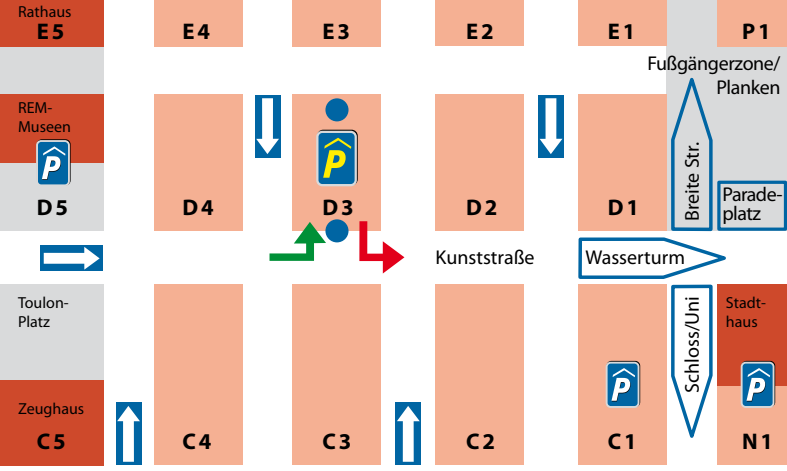 Rathaus
E5
E4
E3
E2
E1
P1
Fußgängerzone/
Planken
REM-
Museen
P
D5
D4
P
D3
D2
D1
Breite Str.
Parade-
platz
Kunststraße
Wasserturm
Toulon-
Platz
Zeughaus
C5
C4
C3
C2
P
C1
Schloss/Uni
Stadt-
haus
P
N1